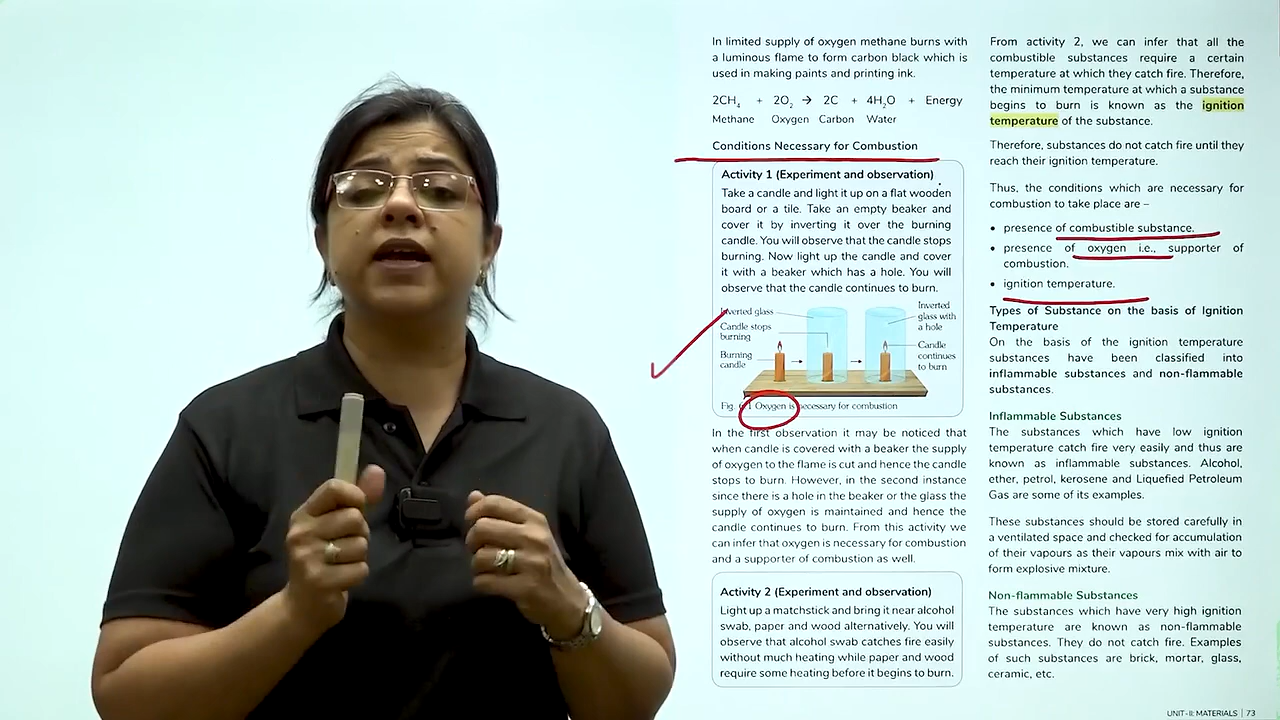 In limited supply of oxygen methane burns with
a luminous flame to form carbon black which is
used in making paints and printing ink.
2CH₄ + 2O₂ → 2C + 4H₂O + Energy
Methane Oxygen Carbon Water
Conditions Necessary for Combustion
Activity 1 (Experiment and observation)
Take a candle and light it up on a flat wooden
board or a tile. Take an empty beaker and
cover it by inverting it over the burning
candle. You will observe that the candle stops
burning. Now light up the candle and cover
it with a beaker which has a hole. You will
observe that the candle continues to burn.
Inverted glass
Candle stops
burning
Burning
candle
Inverted
glass with
a hole
Candle
continues
to burn
Fig. Oxygen is necessary for combustion
In the first observation it may be noticed that
when candle is covered with a beaker the supply
of oxygen to the flame is cut and hence the candle
stops to burn. However, in the second instance
since there is a hole in the beaker or the glass the
supply of oxygen is maintained and hence the
candle continues to burn. From this activity we
can infer that oxygen is necessary for combustion
and a supporter of combustion as well.
Activity 2 (Experiment and observation)
Light up a matchstick and bring it near alcohol
swab, paper and wood alternatively. You will
observe that alcohol swab catches fire easily
without much heating while paper and wood
require some heating before it begins to burn.
From activity 2, we can infer that all the
combustible substances require a certain
temperature at which they catch fire. Therefore,
the minimum temperature at which a substance
begins to burn is known as the ignition
temperature of the substance.
Therefore, substances do not catch fire until they
reach their ignition temperature.
Thus, the conditions which are necessary for
combustion to take place are –
• presence of combustible substance.
• presence of oxygen i.e., supporter of
combustion.
• ignition temperature.
Types of Substance on the basis of Ignition
Temperature
On the basis of the ignition temperature
substances have been classified into
inflammable substances and non-flammable
substances.
Inflammable Substances
The substances which have low ignition
temperature catch fire very easily and thus are
known as inflammable substances. Alcohol,
ether, petrol, kerosene and Liquefied Petroleum
Gas are some of its examples.
These substances should be stored carefully in
a ventilated space and checked for accumulation
of their vapours as their vapours mix with air to
form explosive mixture.
Non-flammable Substances
The substances which have very high ignition
temperature are known as non-flammable
substances. They do not catch fire. Examples
of such substances are brick, mortar, glass,
ceramic, etc.
UNIT-II: MATERIALS | 73